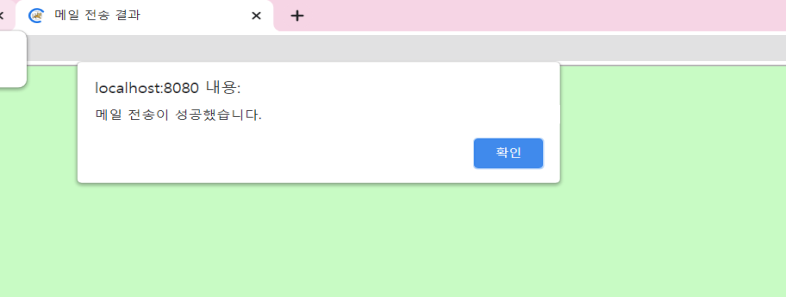 메일 전송 결과
localhost:8080 내용:
메일 전송이 성공했습니다.
확인